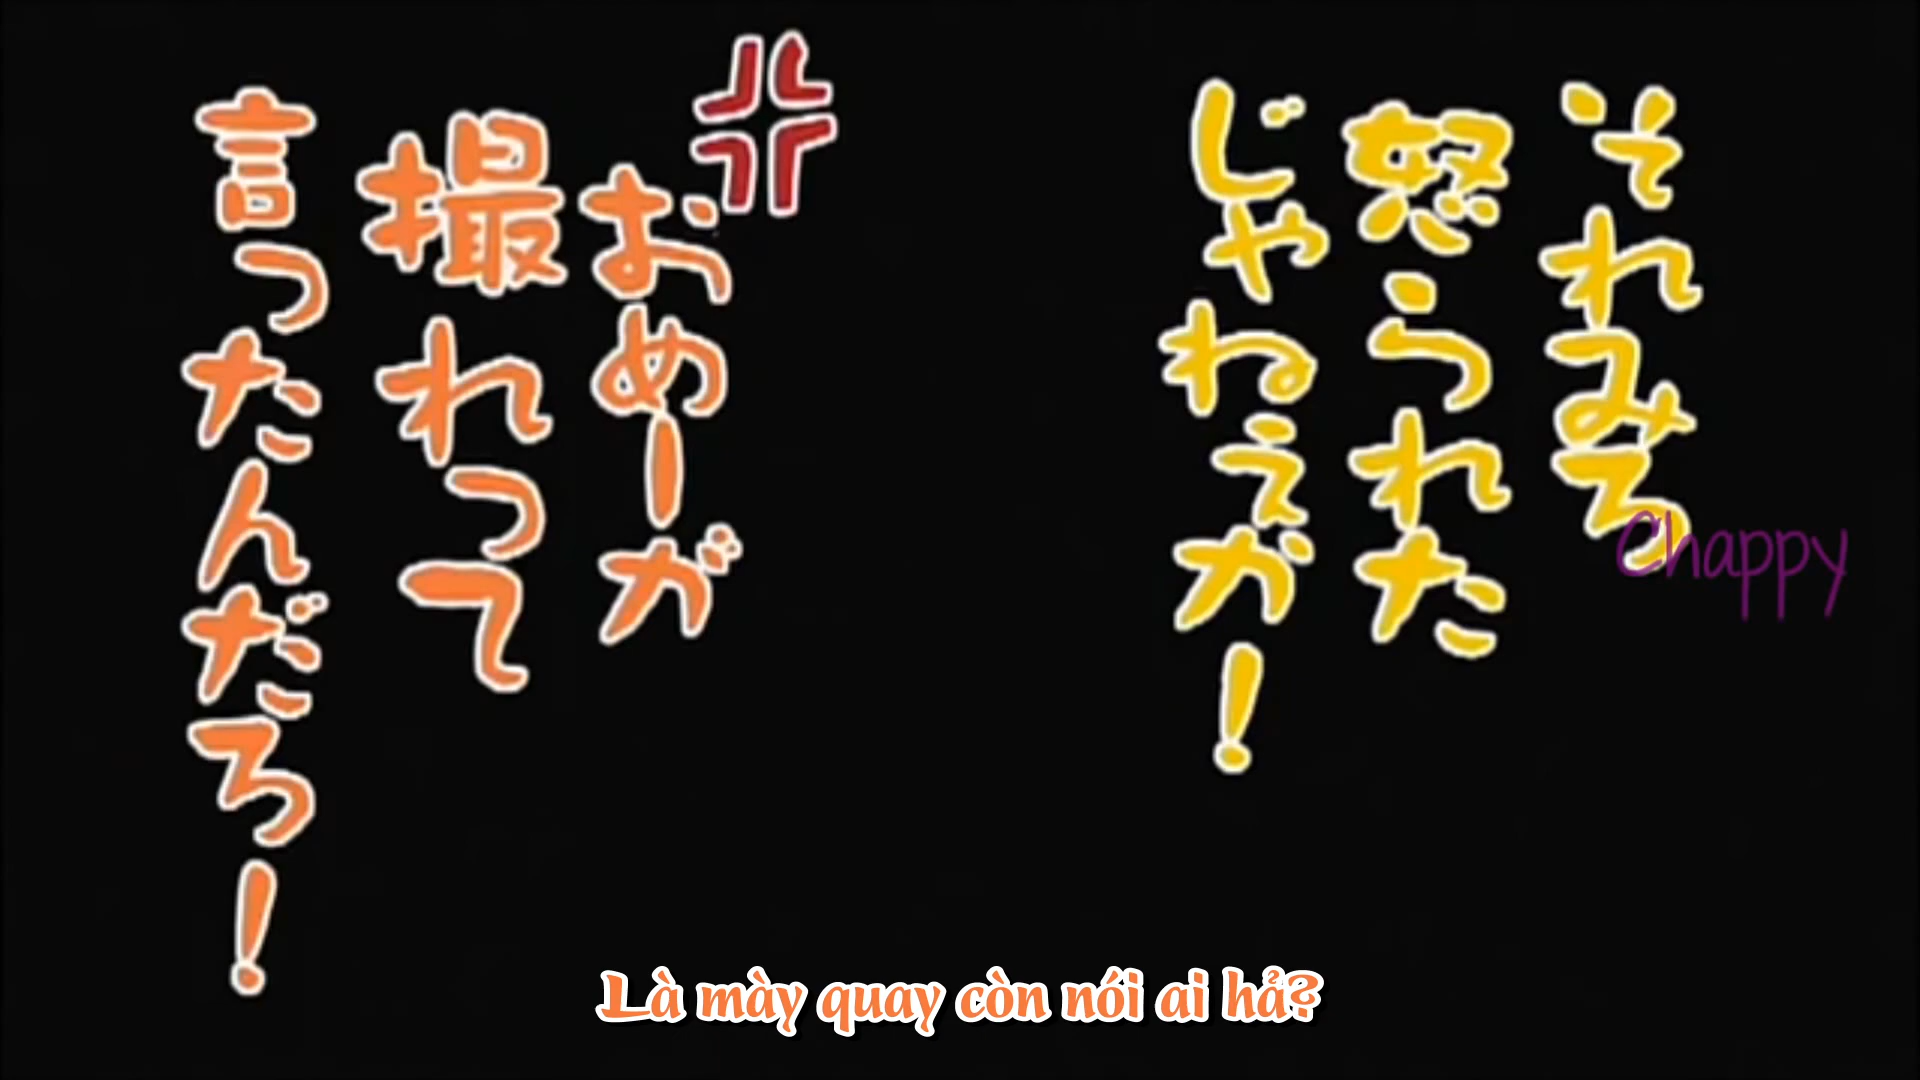 それみろ
怒られた
じゃねぇか!
おめーが
撮れって
言ったんだろ!
Chappy
Là mày quay còn nói ai hả?